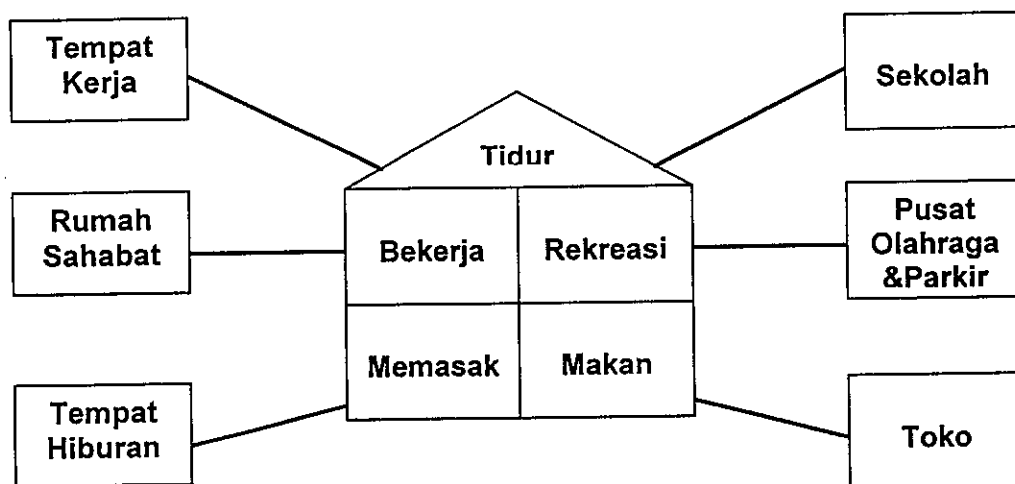 Tempat
Kerja
Sekolah
Tidur
Rumah
Sahabat
Bekerja
Rekreasi
Pusat
Olahraga
&Parkir
Memasak
Makan
Tempat
Hiburan
Toko